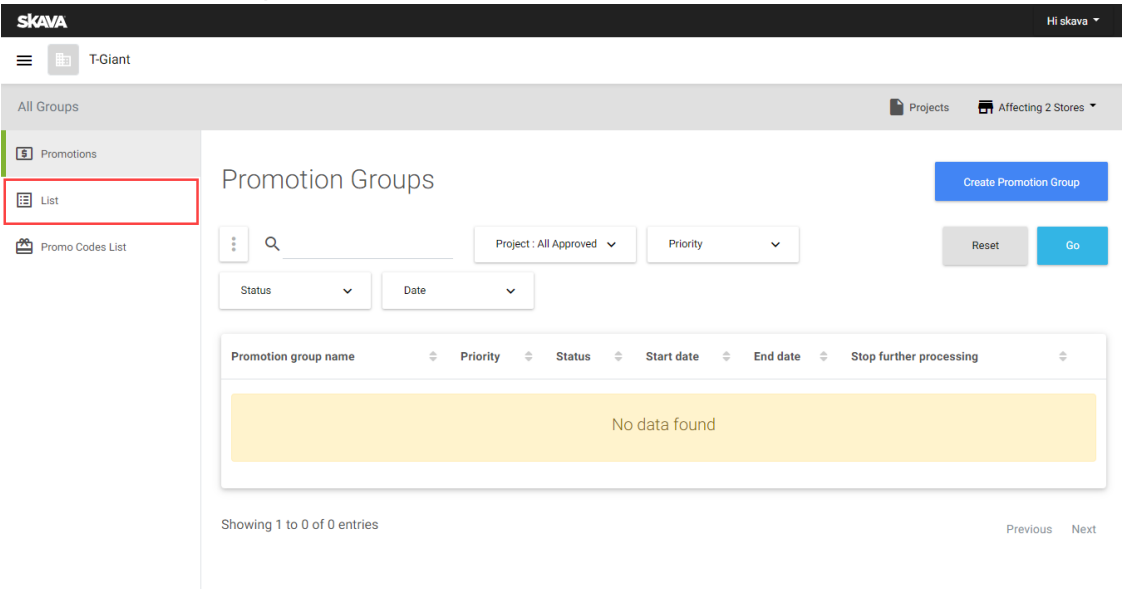 SKAVA
Hi skava
T-Giant
All Groups
Projects
Affecting 2 Stores
Promotions
List
Promo Codes List
Promotion Groups
Create Promotion Group
Project : All Approved
Priority
Reset
Go
Status
Date
Promotion group name
Priority
Status
Start date
End date
Stop further processing
No data found
Showing 1 to 0 of 0 entries
Previous
Next